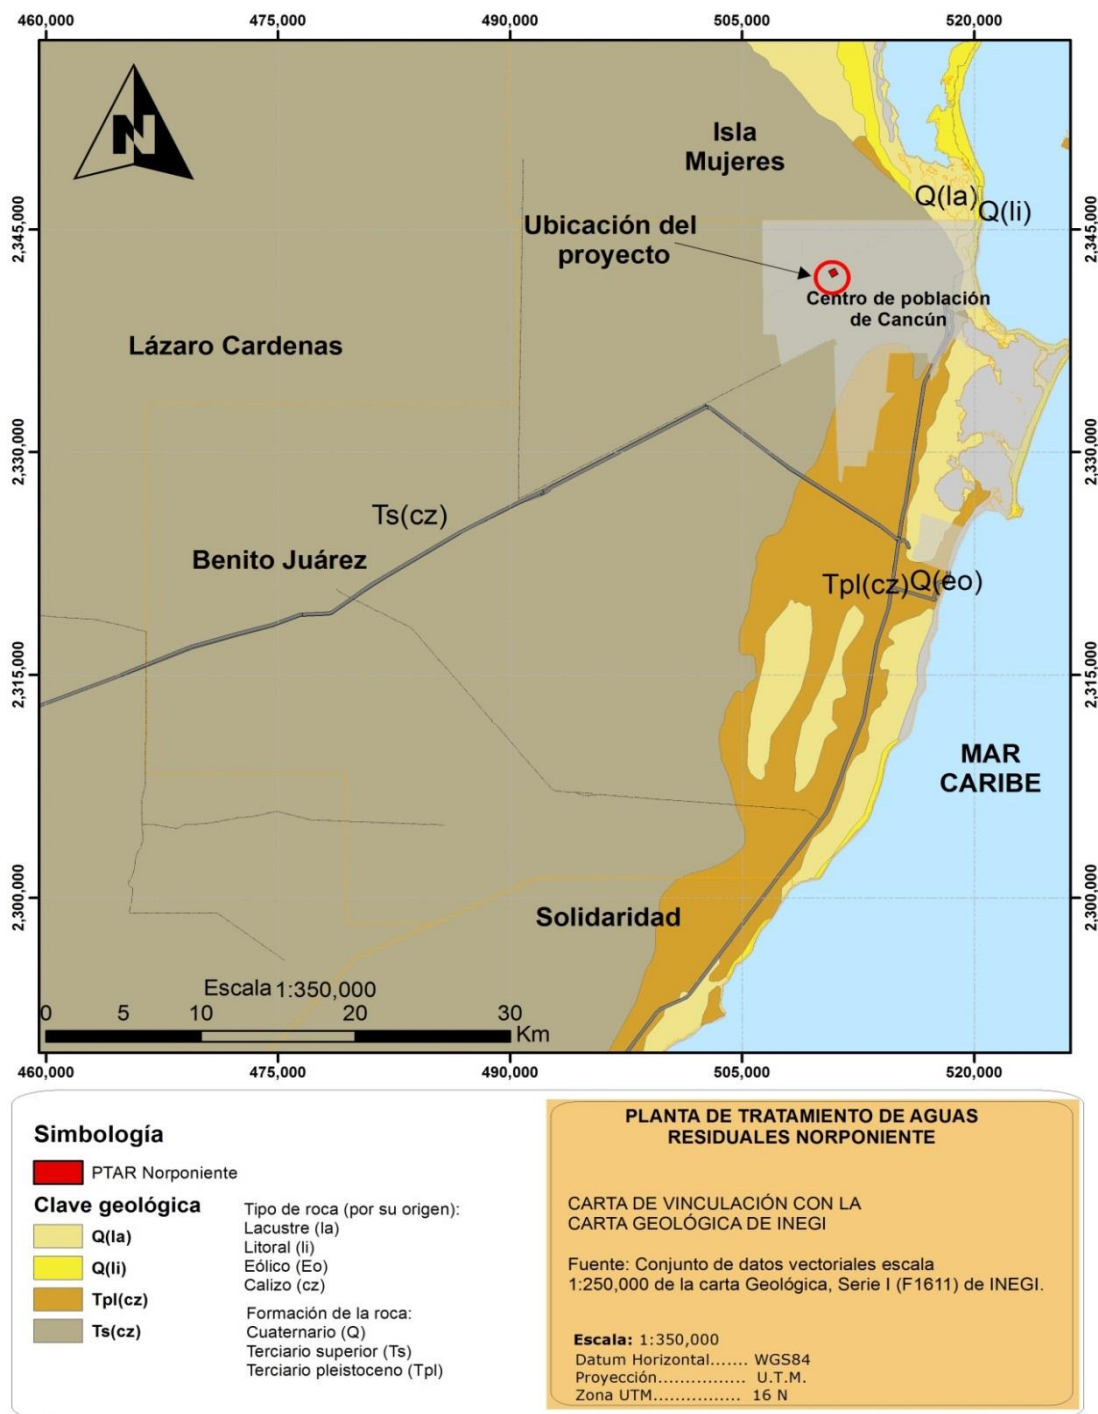 460,000
475,000
490,000
505,000
520,000
N
Isla
Mujeres
Q(la)
Q(li)
2,345,000
2,345,000
Ubicación del
proyecto
Centro de población
de Cancún
Lázaro Cardenas
2,330,000
2,330,000
Ts(cz)
Benito Juárez
Tpl(cz)
Q(eo)
2,315,000
2,315,000
MAR
CARIBE
2,300,000
2,300,000
Solidaridad
Escala 1:350,000
0
5
10
20
30
Km
460,000
475,000
490,000
505,000
520,000
Simbología
PTAR Norponiente
Clave geológica
Q(la)
Q(li)
Tpl(cz)
Ts(cz)
Tipo de roca (por su origen):
Lacustre (la)
Litoral (li)
Eólico (Eo)
Calizo (cz)
Formación de la roca:
Cuaternario (Q)
Terciario superior (Ts)
Terciario pleistoceno (Tpl)
PLANTA DE TRATAMIENTO DE AGUAS
RESIDUALES NORPONIENTE
CARTA DE VINCULACIÓN CON LA
CARTA GEOLÓGICA DE INEGI
Fuente: Conjunto de datos vectoriales escala
1:250,000 de la carta Geológica, Serie I (F1611) de INEGI.
Escala: 1:350,000
Datum Horizontal....... WGS84
Proyección................ U.T.M.
Zona UTM................ 16 N